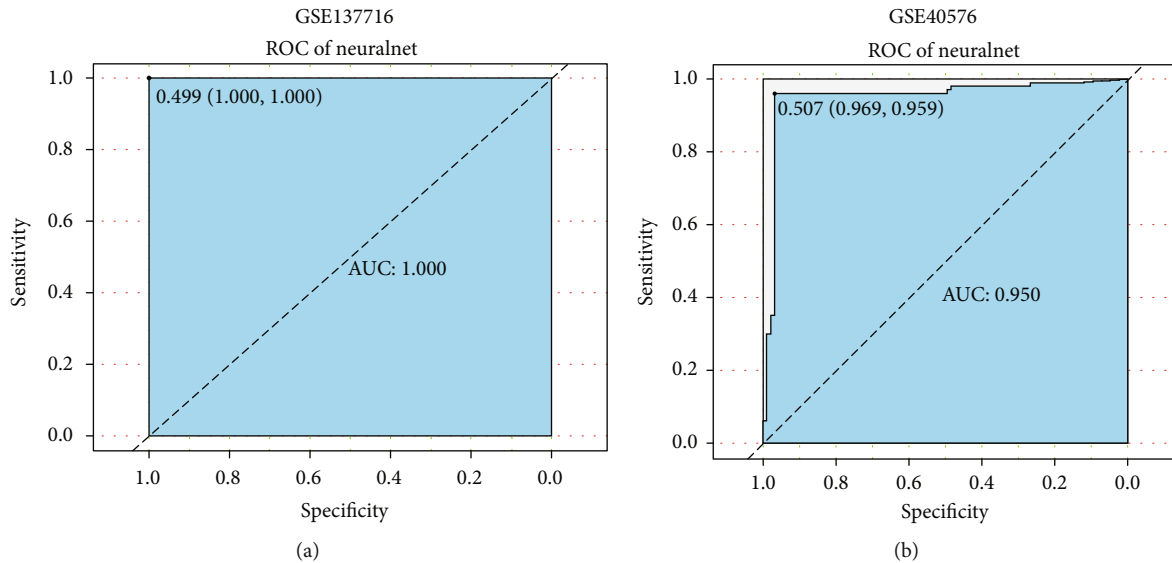 GSE137716
ROC of neuralnet
1.0
0.8
0.6
0.4
0.2
0.0
Sensitivity
0.499 (1.000, 1.000)
AUC: 1.000
1.0 0.8 0.6 0.4 0.2 0.0
Specificity
(a)
GSE40576
ROC of neuralnet
1.0
0.8
0.6
0.4
0.2
0.0
Sensitivity
0.507 (0.969, 0.959)
AUC: 0.950
1.0 0.8 0.6 0.4 0.2 0.0
Specificity
(b)